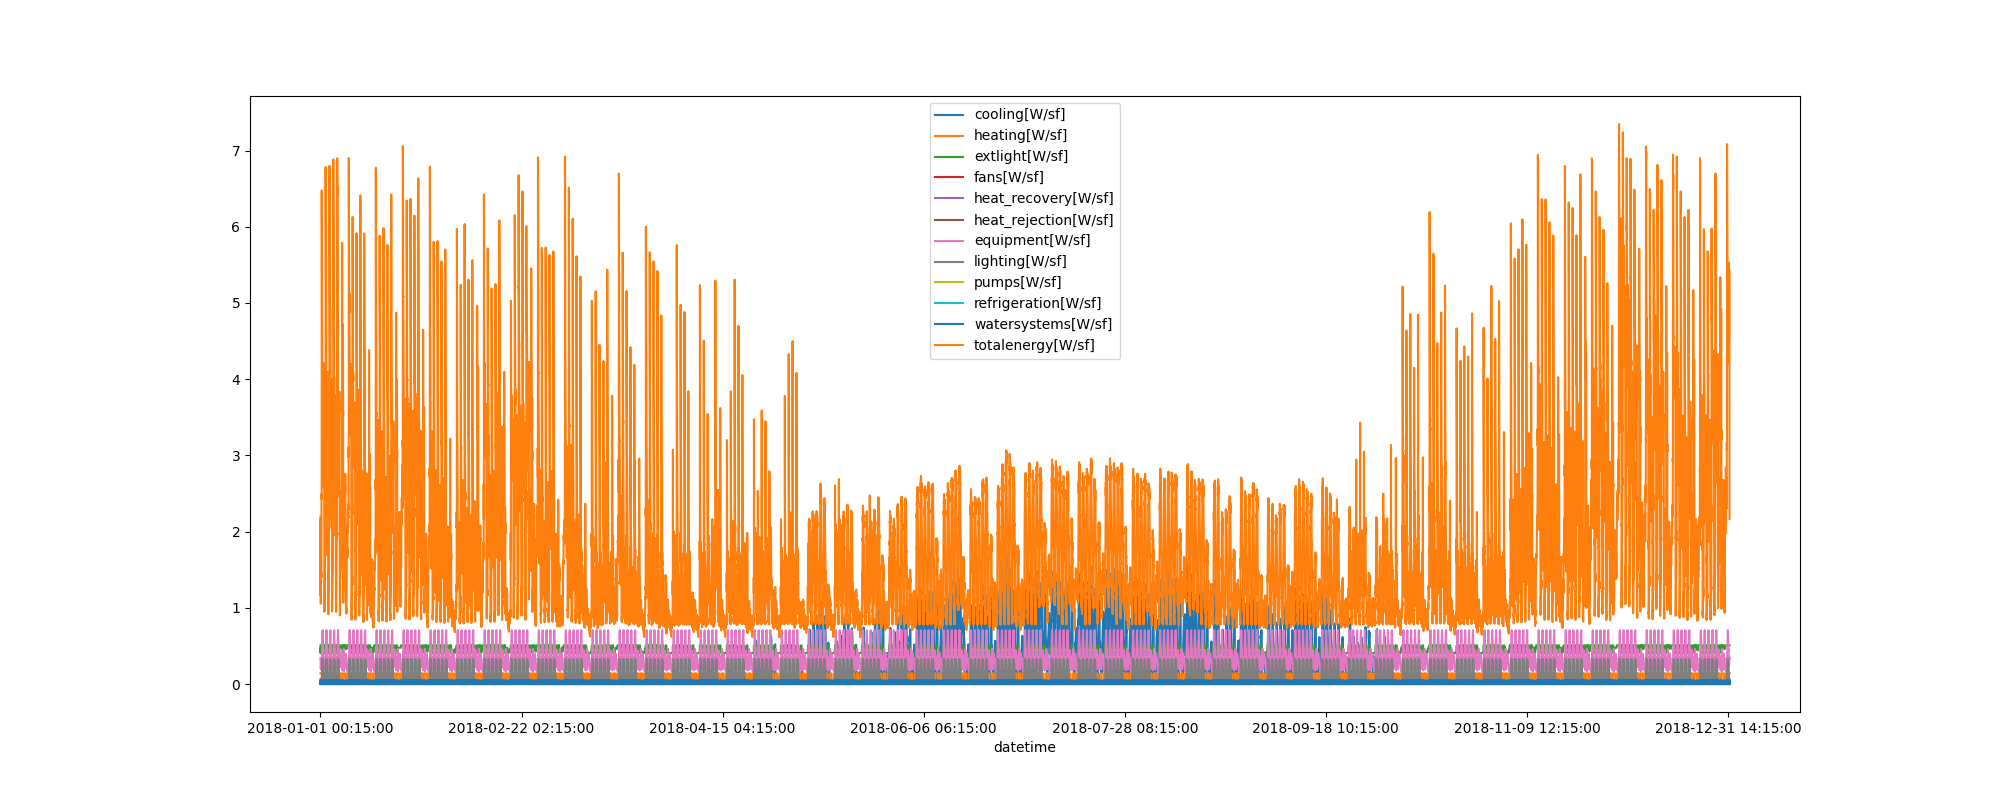 cooling[W/sf]
heating[W/sf]
extlight[W/sf]
fans[W/sf]
heat_recovery[W/sf]
heat_rejection[W/sf]
equipment[W/sf]
lighting[W/sf]
pumps[W/sf]
refrigeration[W/sf]
watersystems[W/sf]
totalenergy[W/sf]
7
6
5
4
3
2
1
0
2018-01-01 00:15:00 2018-02-22 02:15:00 2018-04-15 04:15:00 2018-06-06 06:15:00 2018-07-28 08:15:00 2018-09-18 10:15:00 2018-11-09 12:15:00 2018-12-31 14:15:00
datetime